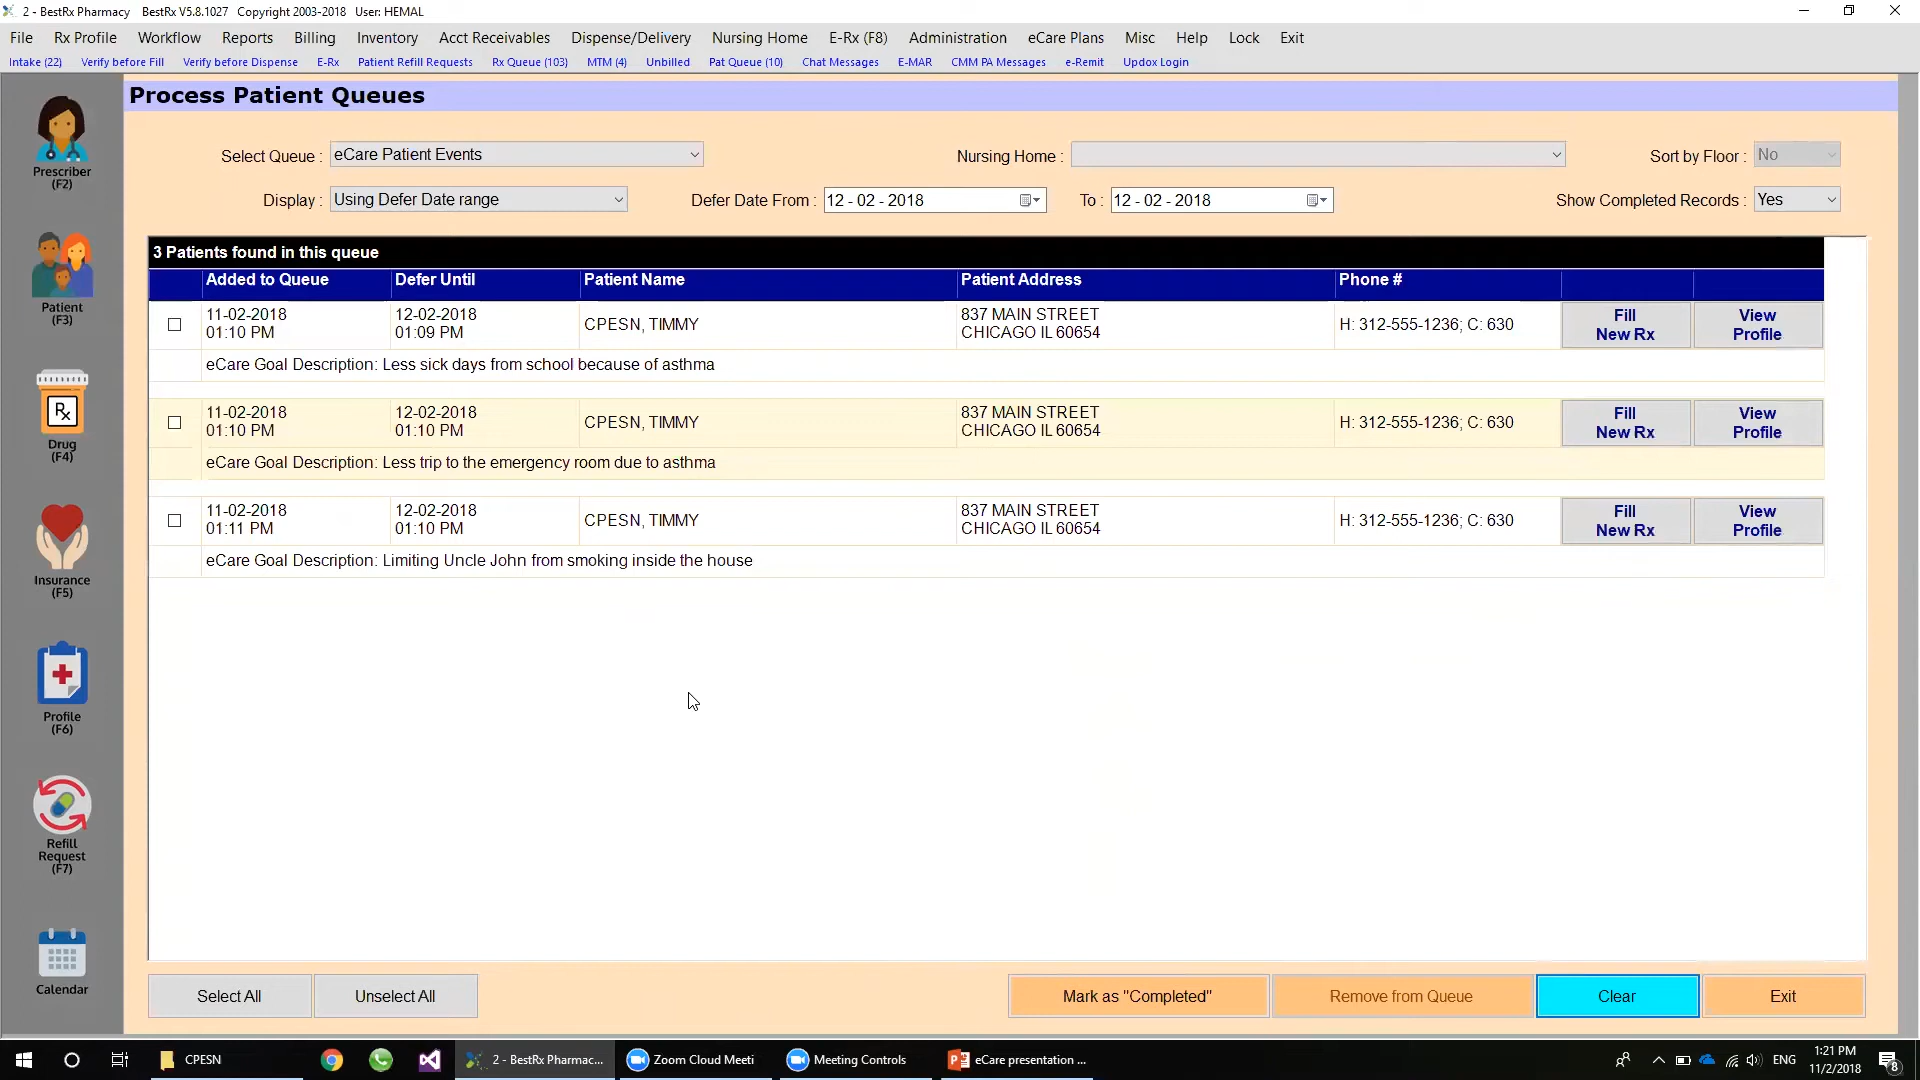 2 - BestRx Pharmacy BestRx V5.8.1027 Copyright 2003-2018 User: HEMAL
File Rx Profile Workflow Reports Billing Inventory Acct Receivables Dispense/Delivery Nursing Home E-Rx (F8) Administration eCare Plans Misc Help Lock Exit
Intake (22) Verify before Fill Verify before Dispense E-Rx Patient Refill Requests Rx Queue (103) MTM (4) Unbilled Pat Queue (10) Chat Messages E-MAR CMM PA Messages e-Remit Updox Login
Process Patient Queues
Select Queue : eCare Patient Events Nursing Home : Sort by Floor : No
Display : Using Defer Date range Defer Date From : 12 - 02 - 2018 To : 12 - 02 - 2018 Show Completed Records : Yes
3 Patients found in this queue
Added to Queue Defer Until Patient Name Patient Address Phone #
11-02-2018 12-02-2018 837 MAIN STREET Fill View
01:10 PM 01:09 PM CPESN, TIMMY CHICAGO IL 60654 H: 312-555-1236; C: 630 New Rx Profile
eCare Goal Description: Less sick days from school because of asthma
11-02-2018 12-02-2018 837 MAIN STREET Fill View
01:10 PM 01:10 PM CPESN, TIMMY CHICAGO IL 60654 H: 312-555-1236; C: 630 New Rx Profile
eCare Goal Description: Less trip to the emergency room due to asthma
11-02-2018 12-02-2018 837 MAIN STREET Fill View
01:11 PM 01:10 PM CPESN, TIMMY CHICAGO IL 60654 H: 312-555-1236; C: 630 New Rx Profile
eCare Goal Description: Limiting Uncle John from smoking inside the house
Prescriber
(F2)
Patient
(F3)
Rx
Drug
(F4)
Insurance
(F5)
Profile
(F6)
Refill
Request
(F7)
Calendar
Select All Unselect All Mark as "Completed" Remove from Queue Clear Exit
CPESN 2 - BestRx Pharmac... Zoom Cloud Meeti Meeting Controls eCare presentation ... ENG 1:21 PM
11/2/2018 8